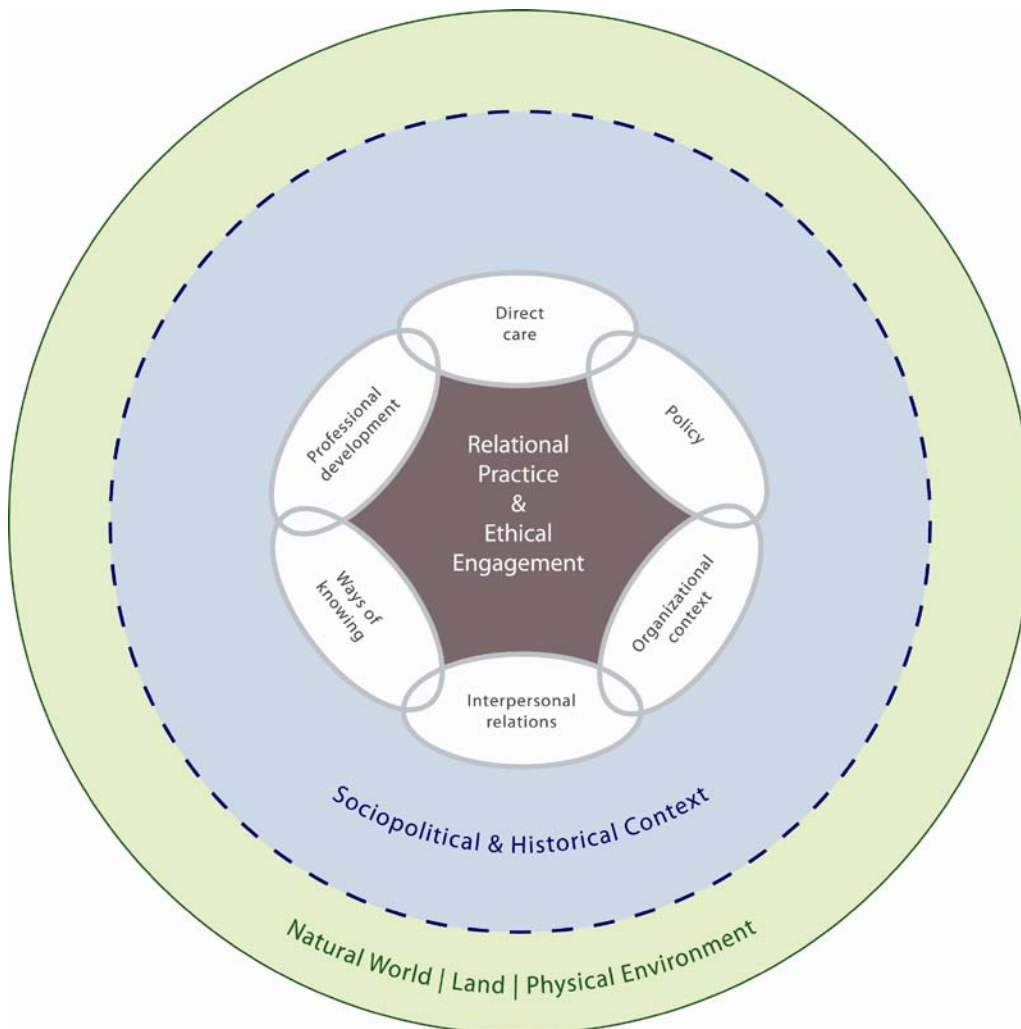 Direct
care
Professional
development
Policy
Relational
Practice
&
Ethical
Engagement
Ways of
knowing
Organizational
context
Interpersonal
relations
Sociopolitical & Historical Context
Natural World | Land | Physical Environment